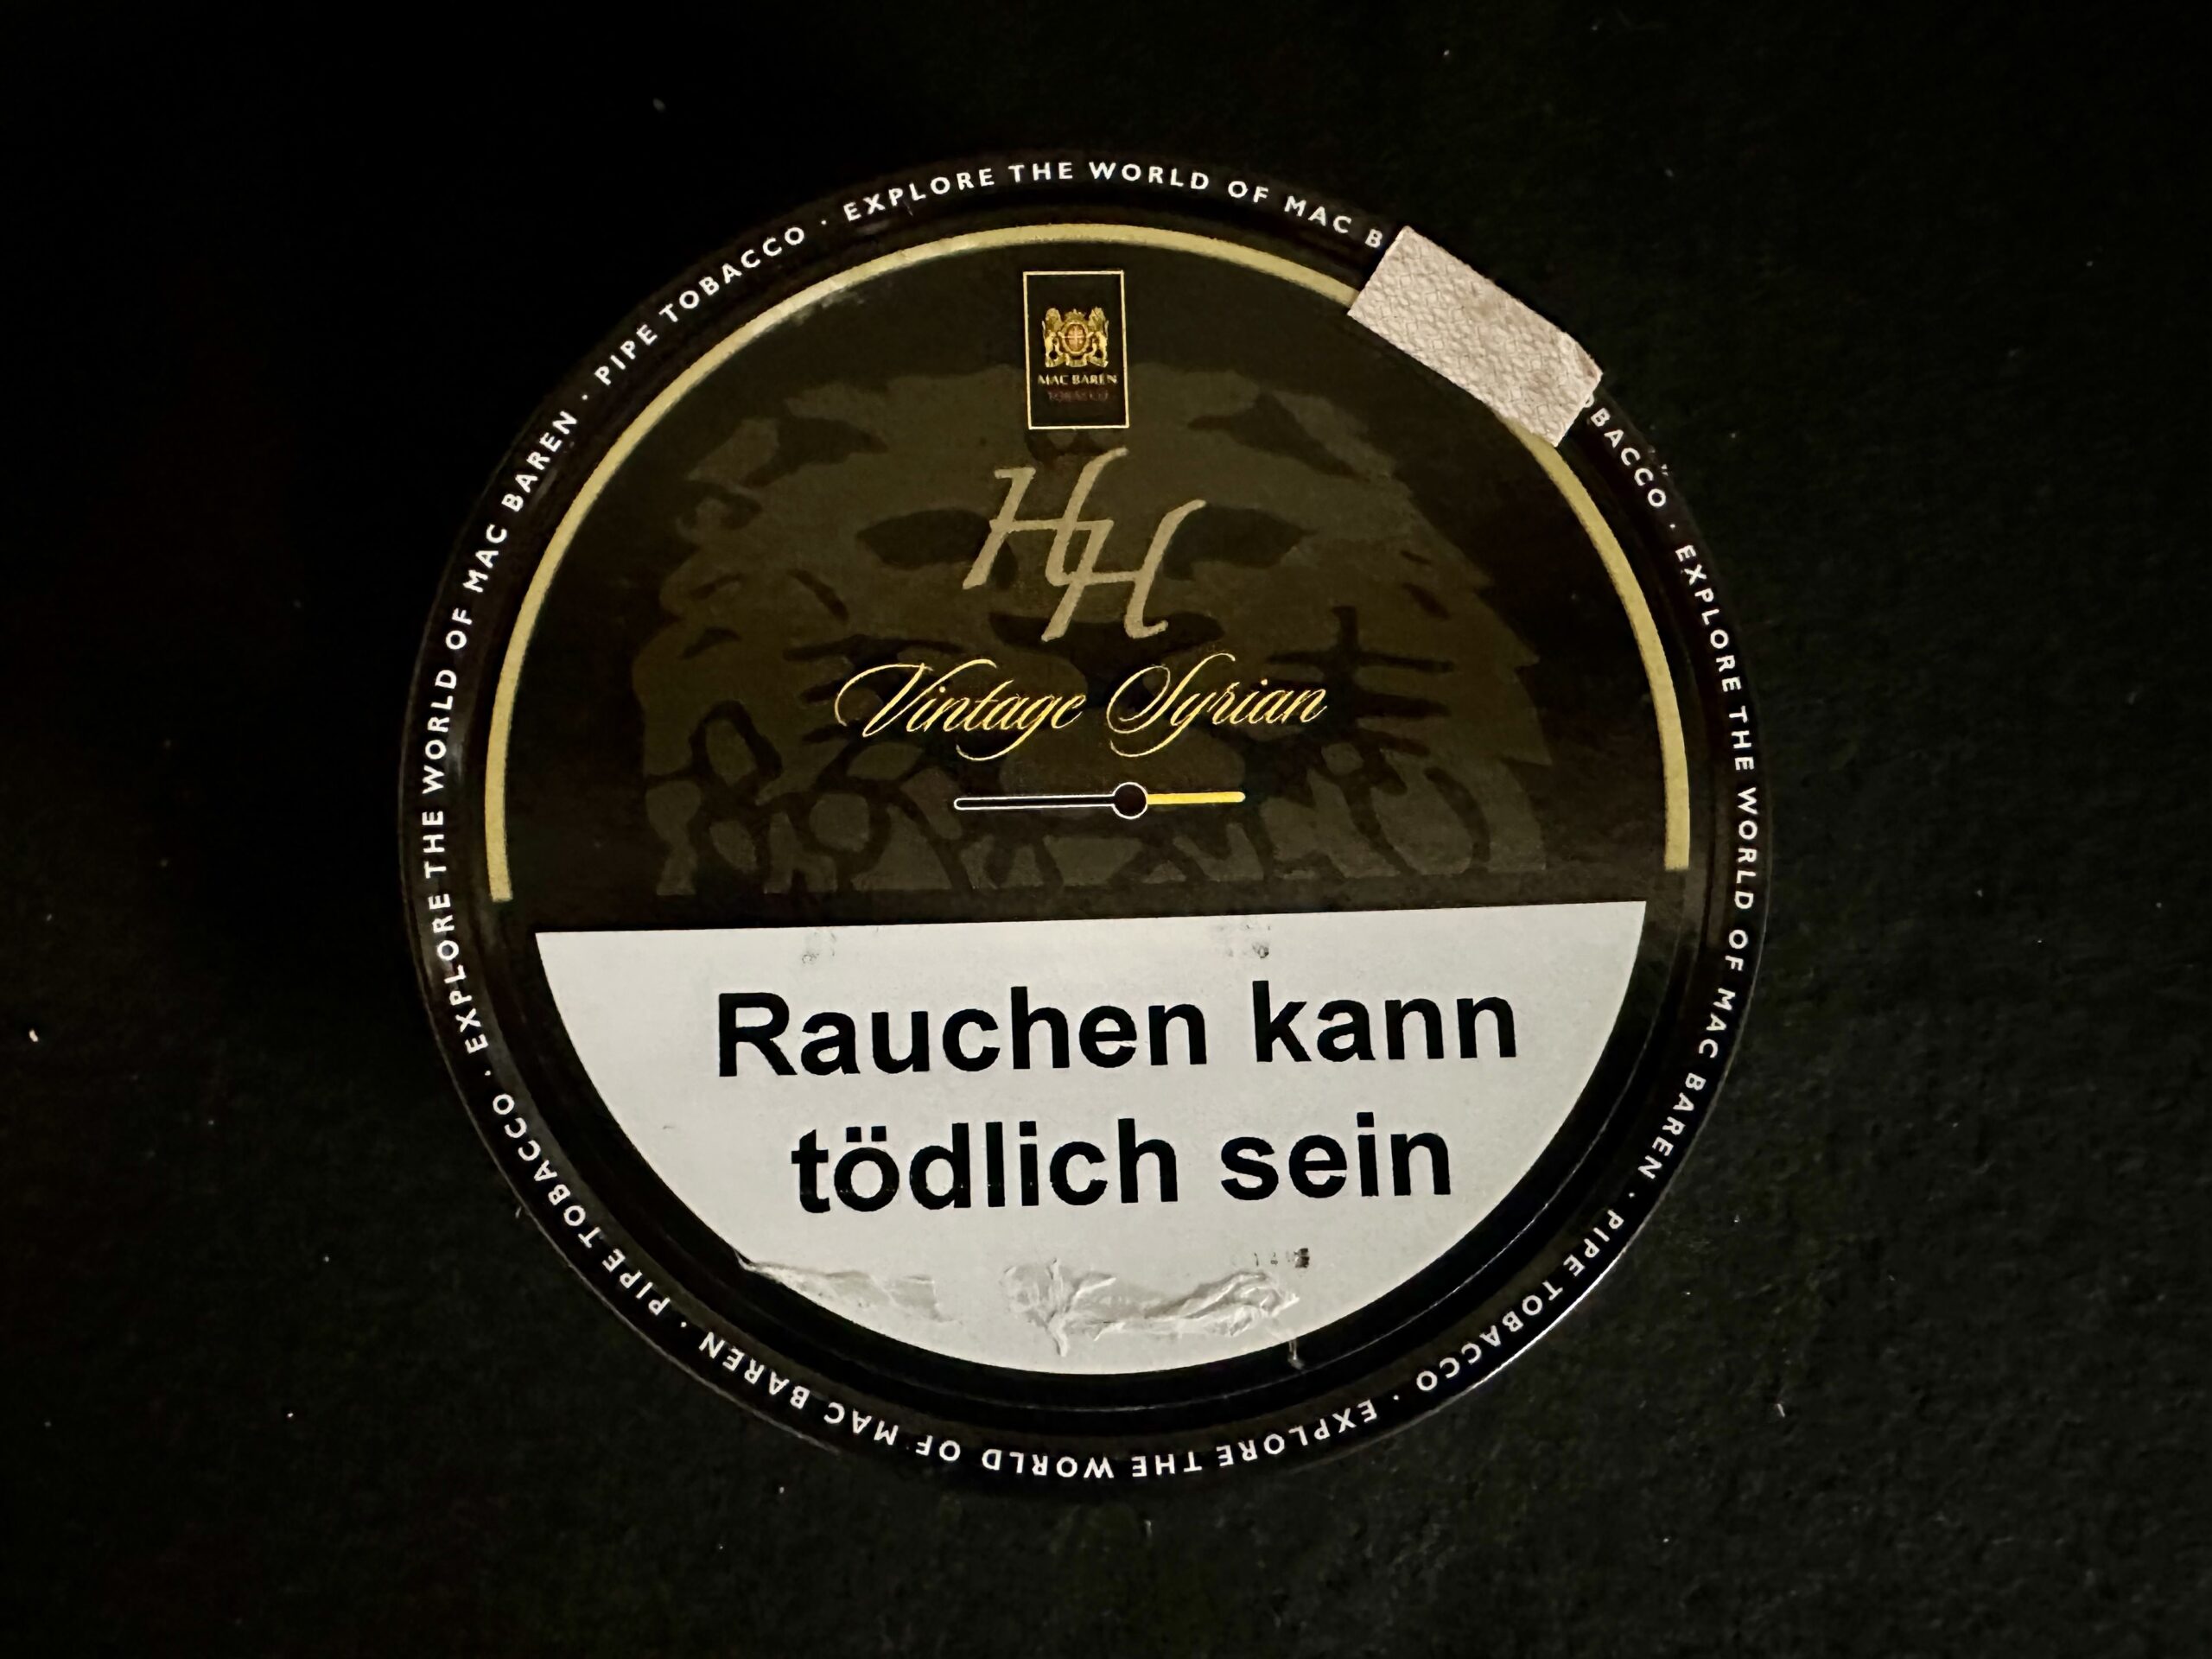 EXPLORE THE WORLD OF MAC B
OBACCO · EXPLORE THE WORLD OF MAC BAREN · PIPE TOBACCO · EXPLORE THE WORLD OF MAC BAREN · PIPE TOBACCO · EXPLORE THE WORLD OF MAC BAREN · PIPE TOBACCO ·
MAC BAREN
TOBACCO
HH
Vintage Syrian
Rauchen kann
tödlich sein